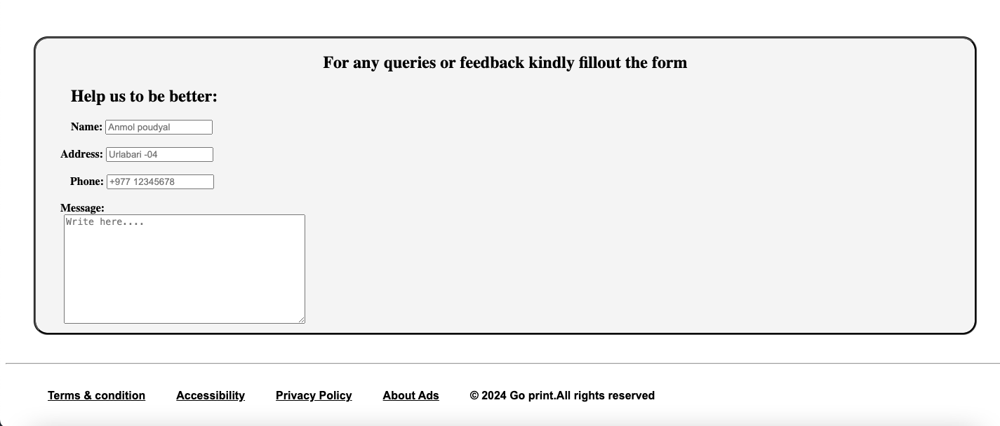 For any queries or feedback kindly fillout the form
Help us to be better:
Name: Anmol poudyal
Address: Urlabari -04
Phone: +977 12345678
Message:
Write here....
Terms & condition Accessibility Privacy Policy About Ads © 2024 Go print.All rights reserved